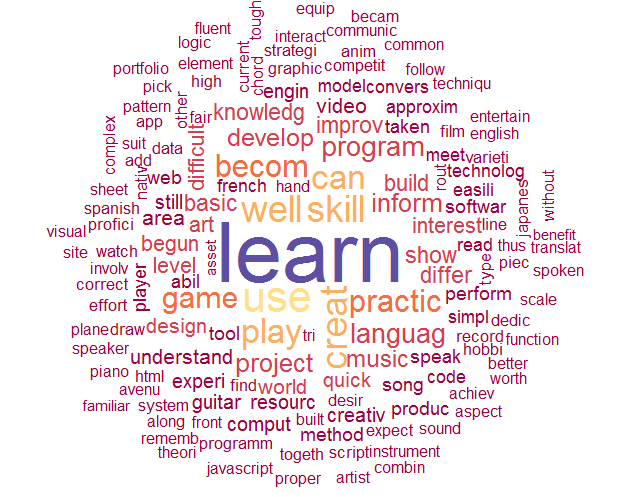 equip
becam
tough
fluent
interact
communic
logic
strategi
anim
common
portfolio
element
current
chord
graphic
competit
follow
pick
high
engin
model
convers
techniqu
pattern
other
fair
knowledg
video
approxim
entertain
app
complex
suit
data
difficult
develop
improv
taken
film
english
add
nativ
web
becom
can
program
meet
varieti
sheet
still
french
hand
build
rout
technolog
without
spanish
basic
well
skill
inform
easili
japanes
profici
area
art
softwar
visual
interest
line
benefit
site
watch
begun
asset
learn
show
read
thus
translat
involv
level
type
piec
correct
player
abil
differ
spoken
effort
game
use
creat
practic
perform
scale
plane
draw
design
tool
play
tri
languag
simpl
dedic
speaker
understand
project
music
speak
record
function
hobbi
piano
html
experi
find
world
quick
song
code
better
avenu
desir
achiev
worth
familiar
system
guitar
resourc
creativ
produc
aspect
along
front
comput
built
method
expect
sound
rememb
programm
theori
togeth
script
instrument
javascript
proper
artist
combin